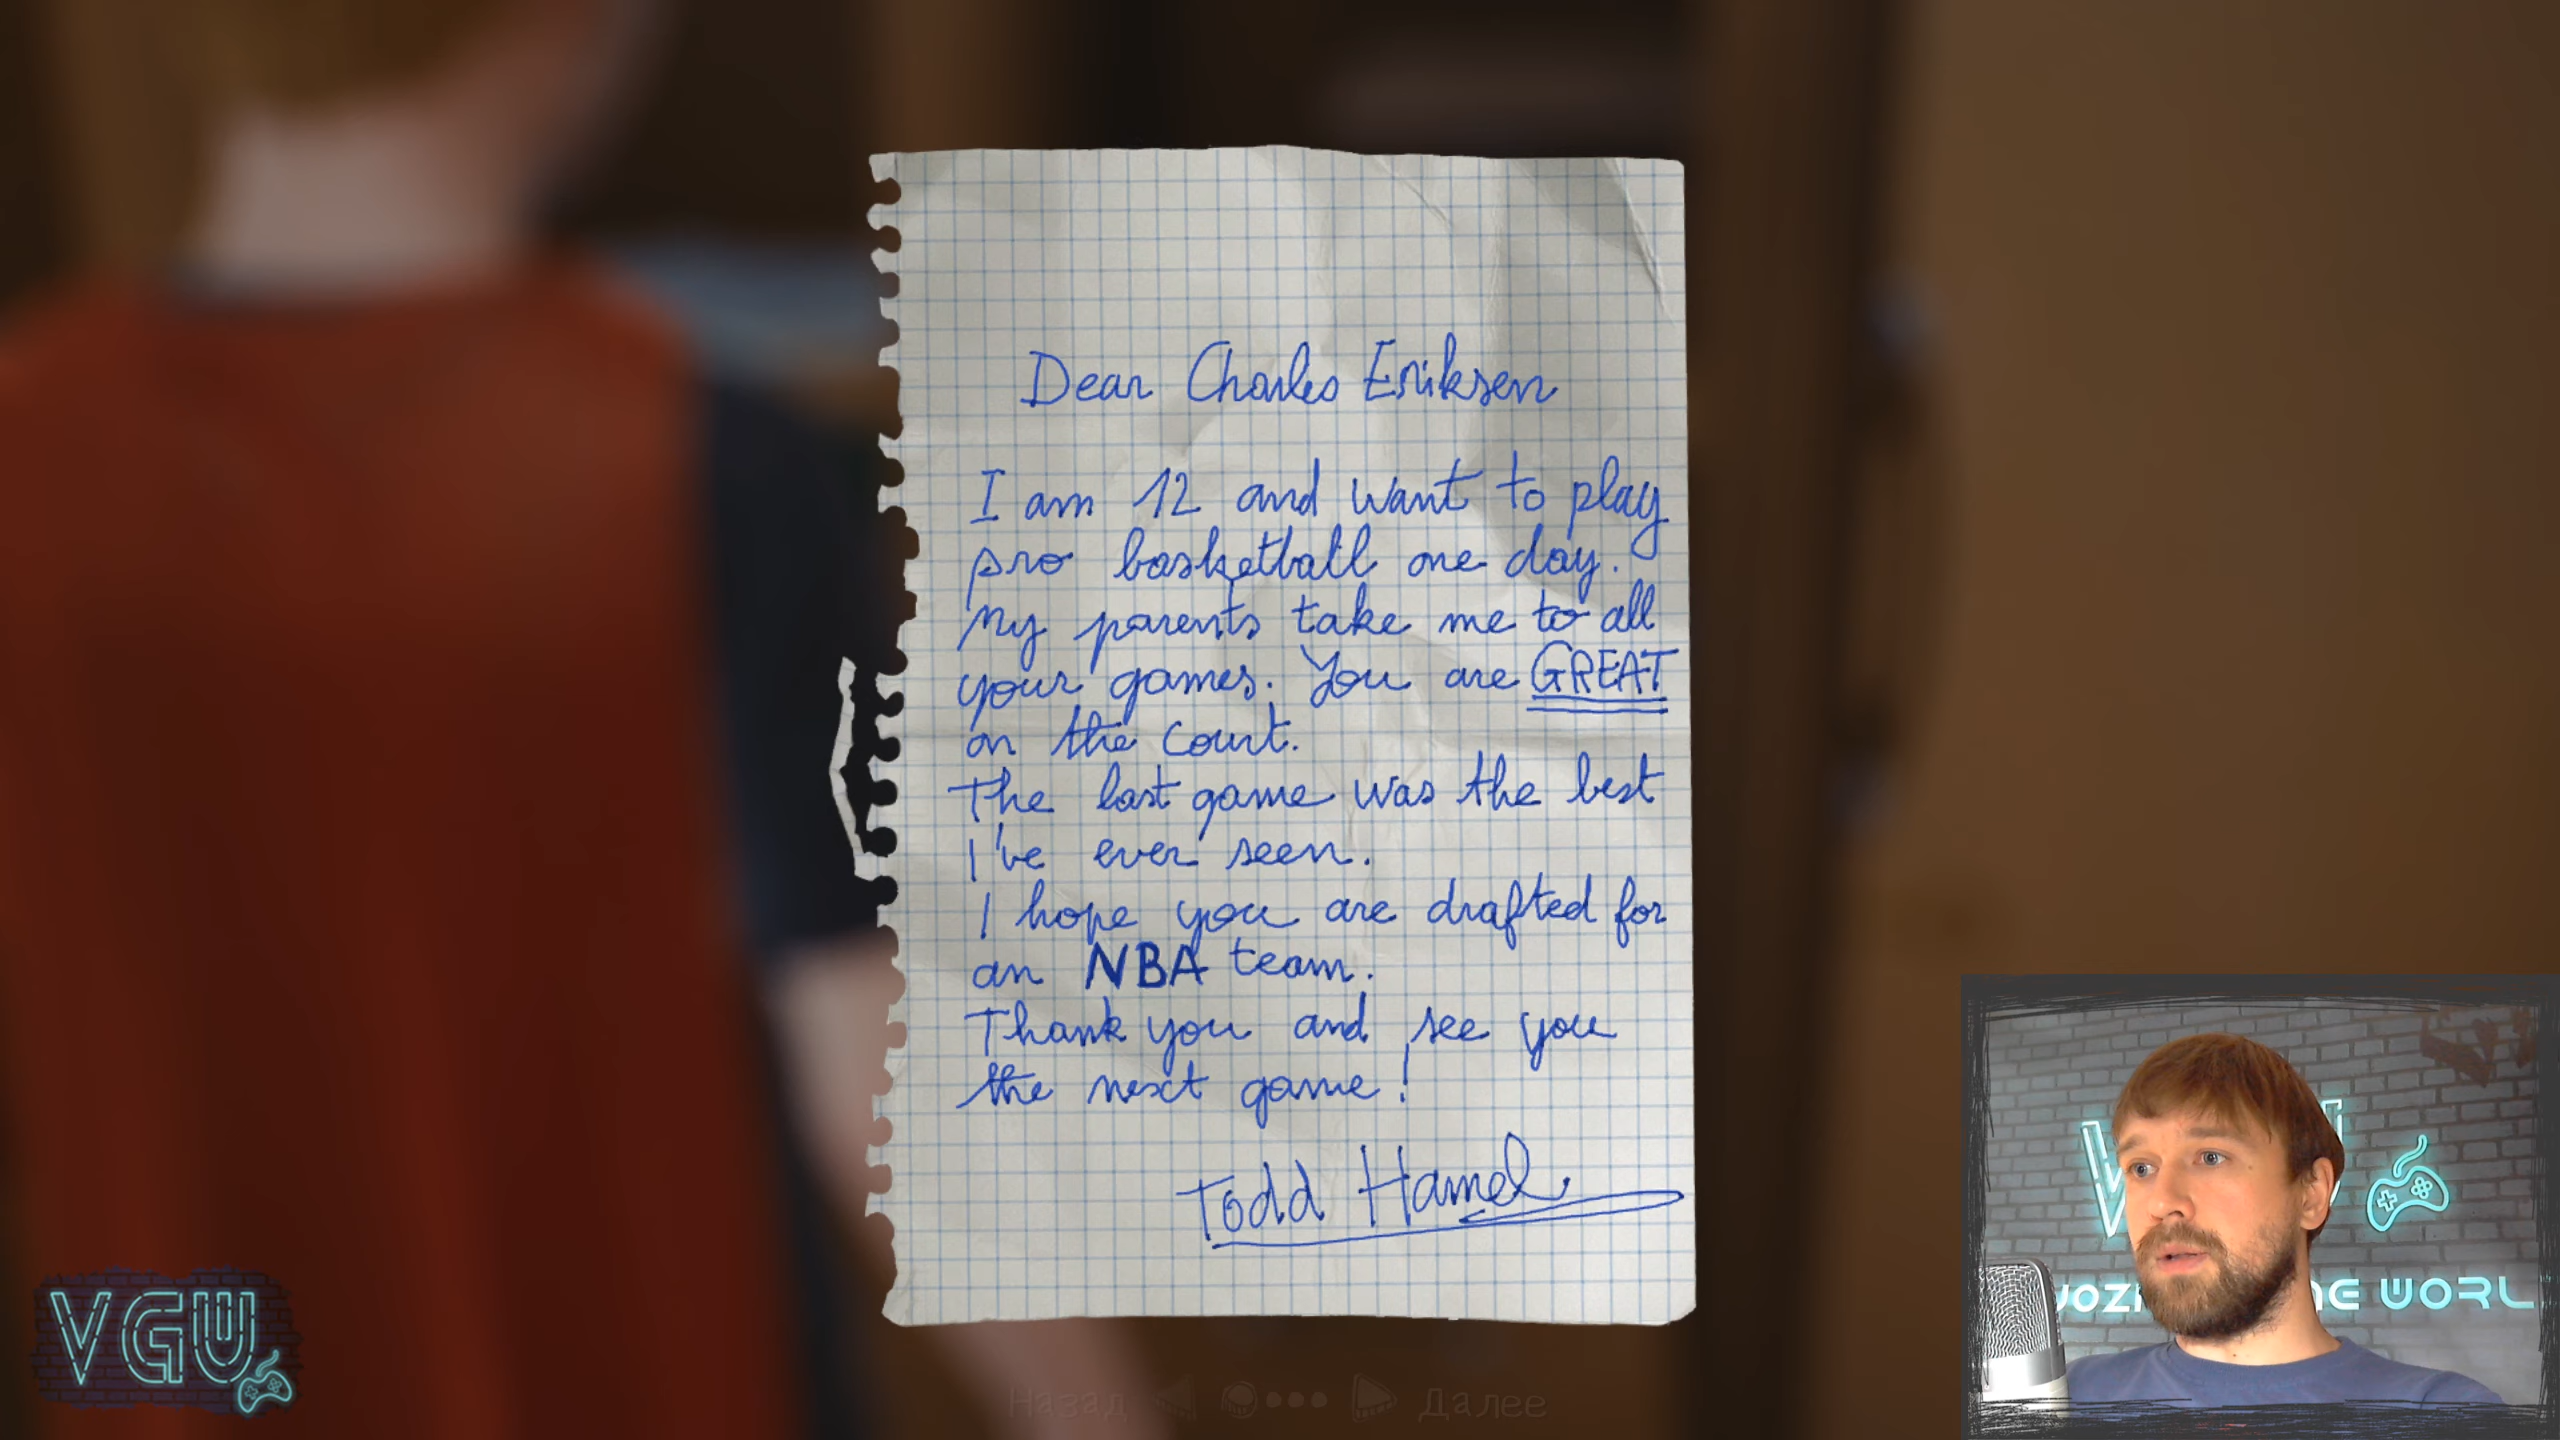 Dear Charles Eriksen
I am 12 and want to play
pro basketball one day.
My parents take me to all
your games. You are GREAT
on the court.
The last game was the best
I've ever seen.
I hope you are drafted for
an NBA team.
Thank you and see you
the next game!
Todd Hamel
Назад Далее
VGW
WORL